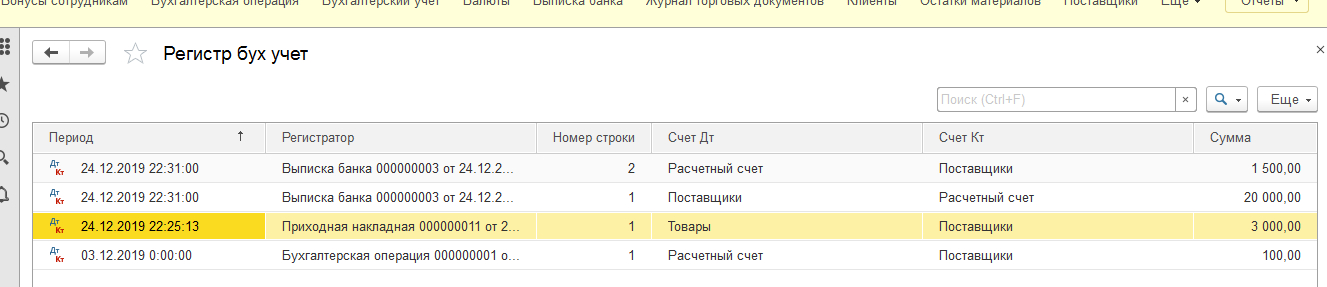 Бонусы сотрудникам Бухгалтерская операция Бухгалтерский учет Валюты Выписка банка Журнал торговых документов Клиенты Остатки материалов Поставщики Еще Отчеты
Регистр бух учет
Поиск (Ctrl+F) × Еще
Период ↑ Регистратор Номер строки Счет Дт Счет Кт Сумма
Дт Кт 24.12.2019 22:31:00 Выписка банка 000000003 от 24.12.2... 2 Расчетный счет Поставщики 1 500,00
Дт Кт 24.12.2019 22:31:00 Выписка банка 000000003 от 24.12.2... 1 Поставщики Расчетный счет 20 000,00
Дт Кт 24.12.2019 22:25:13 Приходная накладная 000000011 от 2... 1 Товары Поставщики 3 000,00
Дт Кт 03.12.2019 0:00:00 Бухгалтерская операция 000000001 о... 1 Расчетный счет Поставщики 100,00